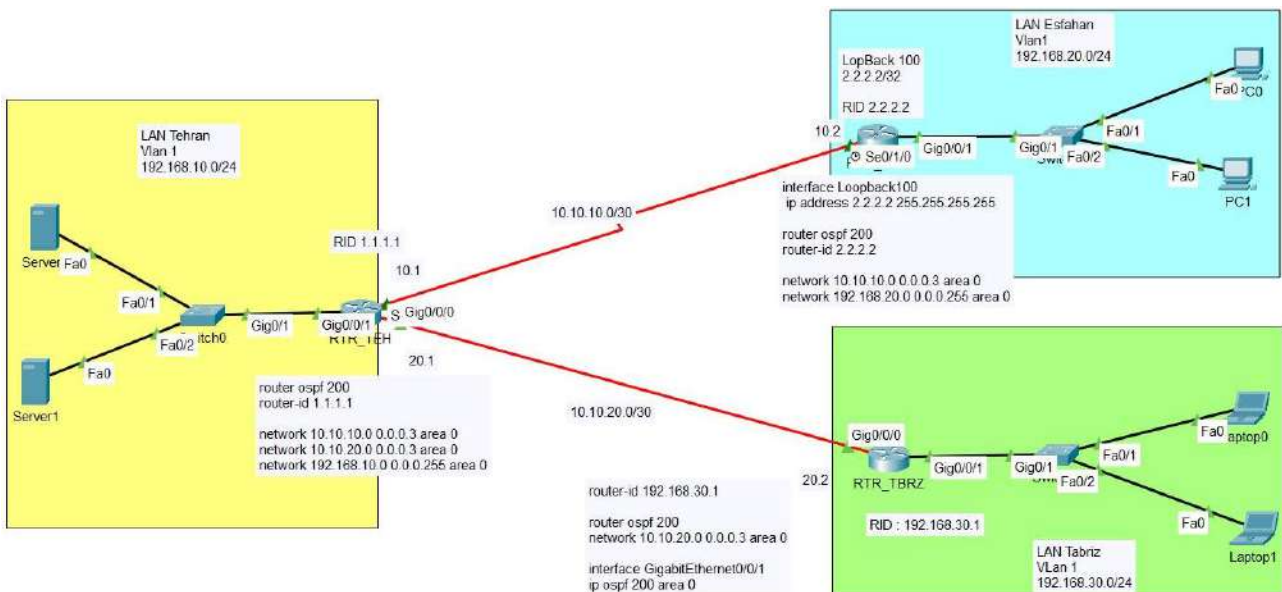 LAN Tehran
Vlan 1
192.168.10.0/24
Server
Fa0
Fa0/1
Fa0/2
Fa0
Server1
witch0
Gig0/1
Gig0/0/1
RTR_TEH
RID 1.1.1.1
10.1
S
Gig0/0/0
20.1
router ospf 200
router-id 1.1.1.1
network 10.10.10.0 0.0.0.3 area 0
network 10.10.20.0 0.0.0.3 area 0
network 192.168.10.0 0.0.0.255 area 0
10.10.10.0/30
10.10.20.0/30
LAN Esfahan
Vlan1
192.168.20.0/24
LopBack 100
2.2.2.2/32
RID 2.2.2.2
10.2
Se0/1/0
Gig0/0/1
Gig0/1
Fa0/1
Fa0/2
Fa0
PC0
Fa0
PC1
interface Loopback100
ip address 2.2.2.2 255.255.255.255
router ospf 200
router-id 2.2.2.2
network 10.10.10.0 0.0.0.3 area 0
network 192.168.20.0 0.0.0.255 area 0
Gig0/0/0
20.2
RTR_TBRZ
Gig0/0/1
Gig0/1
Fa0/1
Fa0/2
Fa0
aptop0
Fa0
Laptop1
RID : 192.168.30.1
LAN Tabriz
VLan 1
192.168.30.0/24
router-id 192.168.30.1
router ospf 200
network 10.10.20.0 0.0.0.3 area 0
interface GigabitEthernet0/0/1
ip ospf 200 area 0